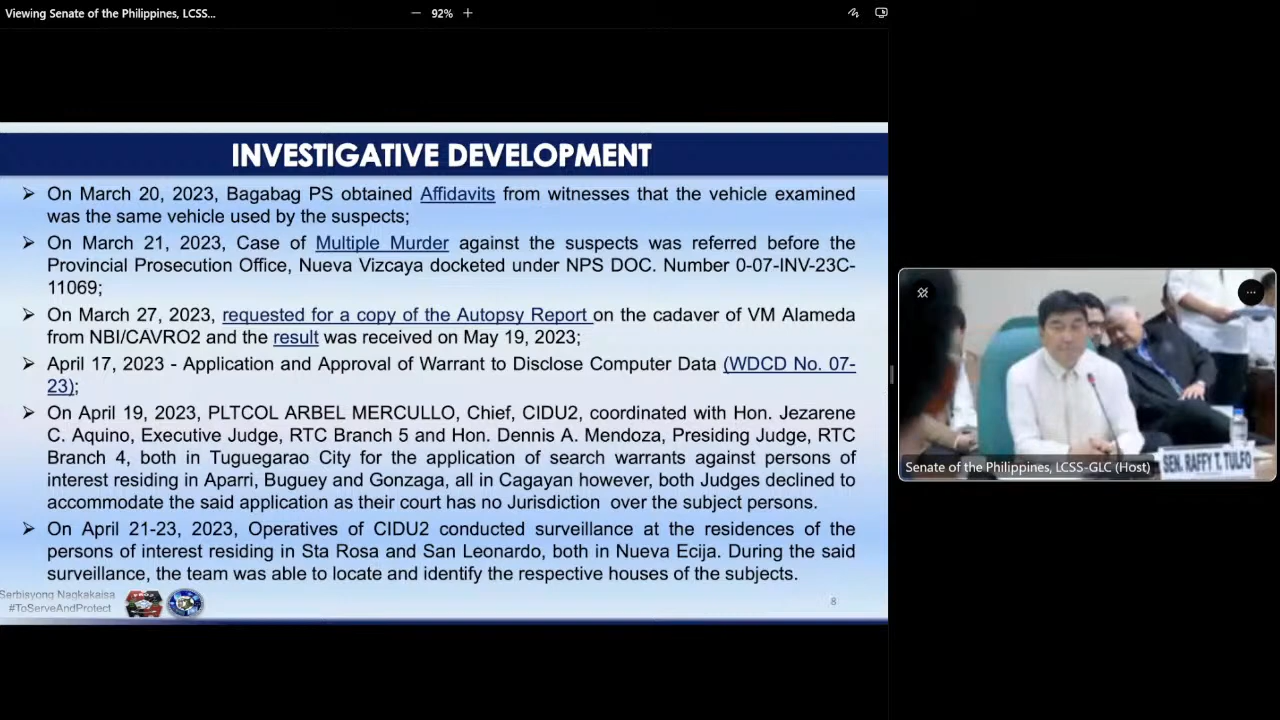 Viewing Senate of the Philippines, LCSS...
92%
INVESTIGATIVE DEVELOPMENT
On March 20, 2023, Bagabag PS obtained Affidavits from witnesses that the vehicle examined
was the same vehicle used by the suspects;
On March 21, 2023, Case of Multiple Murder against the suspects was referred before the
Provincial Prosecution Office, Nueva Vizcaya docketed under NPS DOC. Number 0-07-INV-23C-
11069;
On March 27, 2023, requested for a copy of the Autopsy Report on the cadaver of VM Alameda
from NBI/CAVRO2 and the result was received on May 19, 2023;
April 17, 2023 - Application and Approval of Warrant to Disclose Computer Data (WDCD No. 07-
23);
On April 19, 2023, PLTCOL ARBEL MERCULLO, Chief, CIDU2, coordinated with Hon. Jezarene
C. Aquino, Executive Judge, RTC Branch 5 and Hon. Dennis A. Mendoza, Presiding Judge, RTC
Branch 4, both in Tuguegarao City for the application of search warrants against persons of
interest residing in Aparri, Buguey and Gonzaga, all in Cagayan however, both Judges declined to
accommodate the said application as their court has no Jurisdiction over the subject persons.
On April 21-23, 2023, Operatives of CIDU2 conducted surveillance at the residences of the
persons of interest residing in Sta Rosa and San Leonardo, both in Nueva Ecija. During the said
surveillance, the team was able to locate and identify the respective houses of the subjects.
Serbisyong Nagkakaisa
#ToServeAndProtect
8
Senate of the Philippines, LCSS-GLC (Host)
SEN. RAFFY T. TULFO